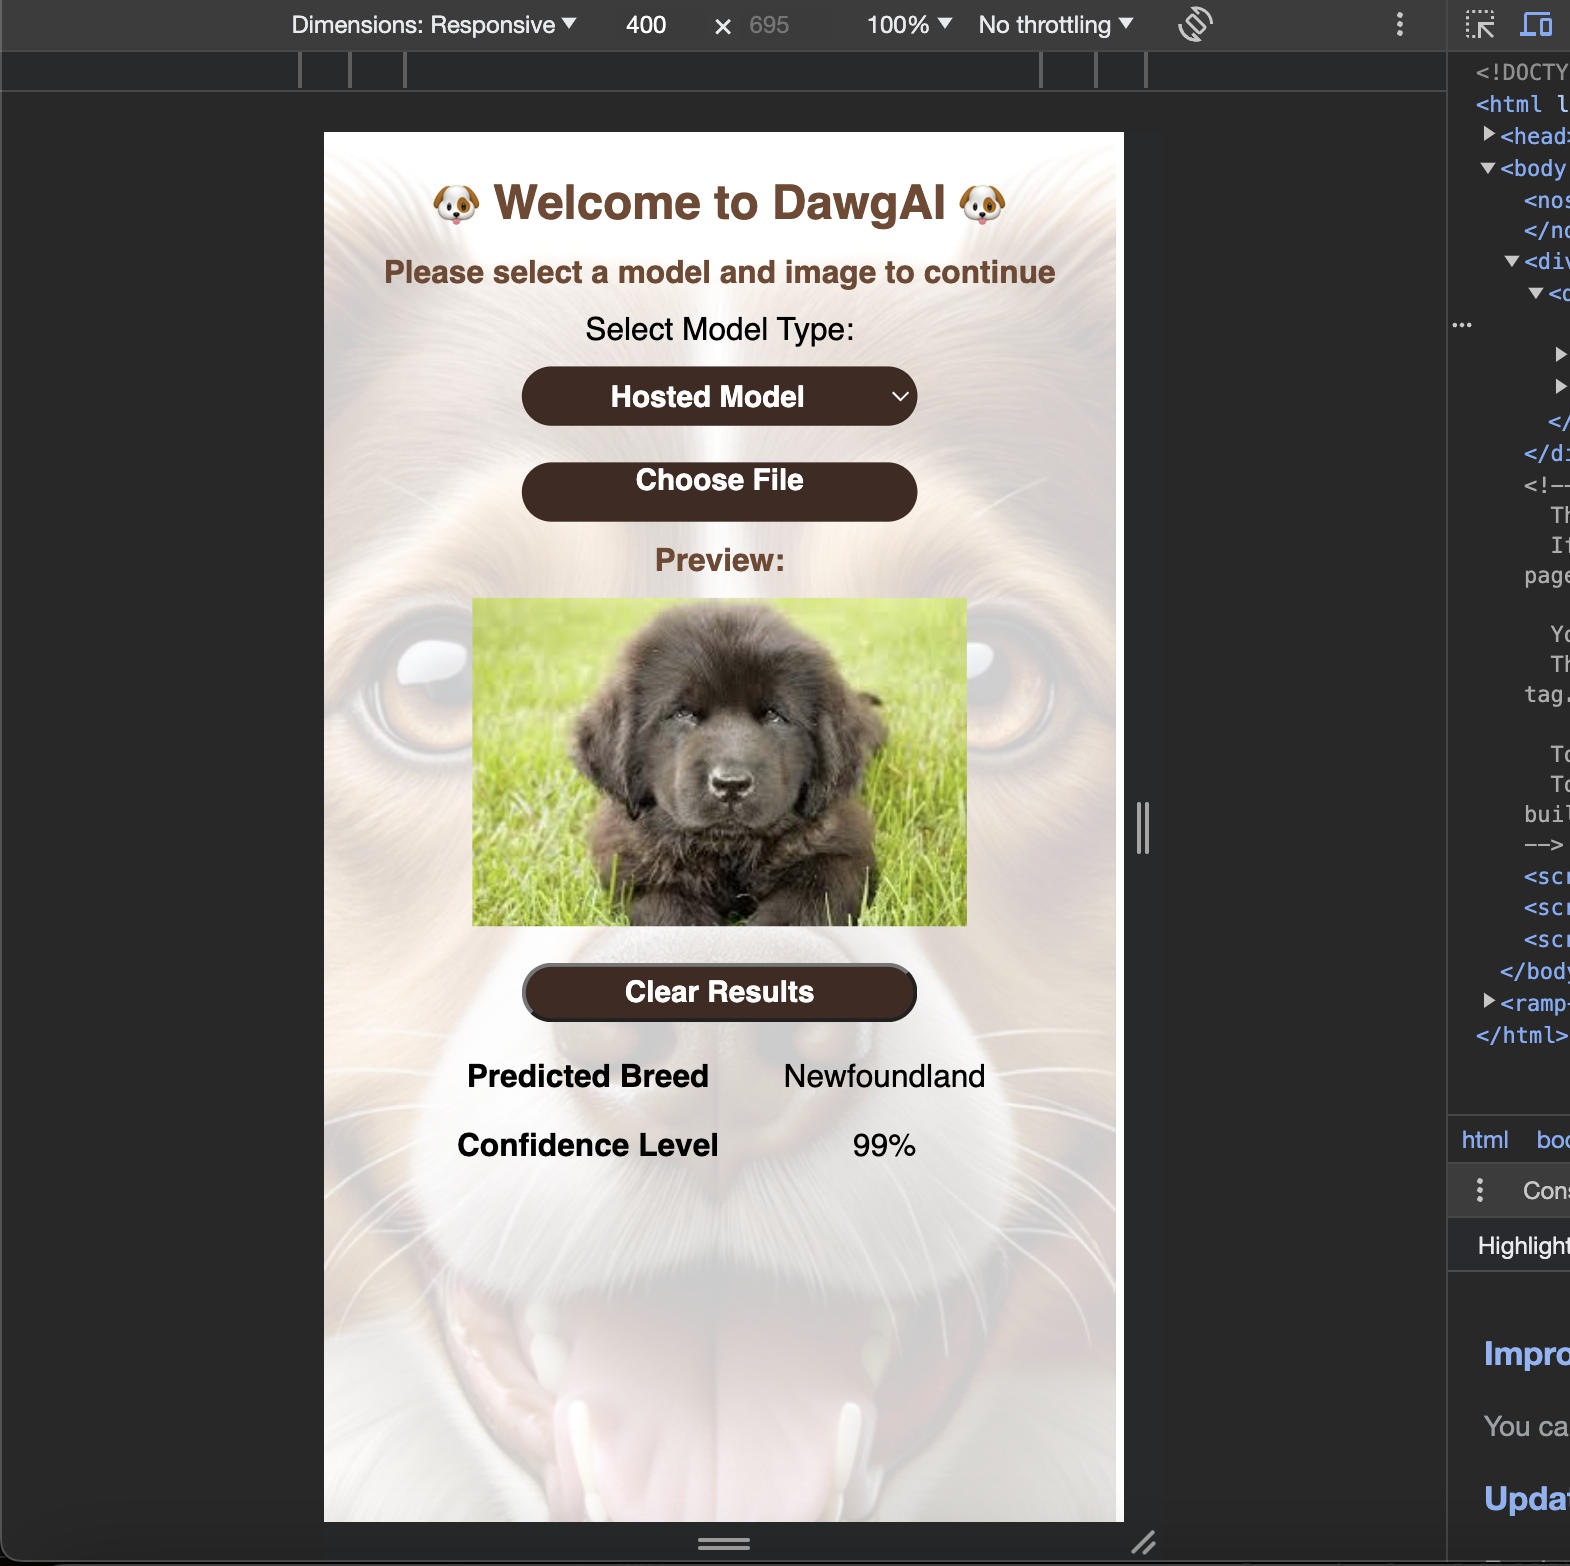 Dimensions: Responsive ▼ 400 × 695 100% ▼ No throttling ▼
<!DOCTY
<html l
<head>
<body
<nos
</no
<div
<d
...
</
</di
<!--
Th
If
page
Yo
Th
tag.
To
To
buil
-->
<scr
<scr
<scr
</body
<ramp-
</html>
html boo
Cons
Highlight
Impro
You ca
Updat
🐶 Welcome to DawgAI 🐶
Please select a model and image to continue
Select Model Type:
Hosted Model
Choose File
Preview:
Clear Results
Predicted Breed Newfoundland
Confidence Level 99%